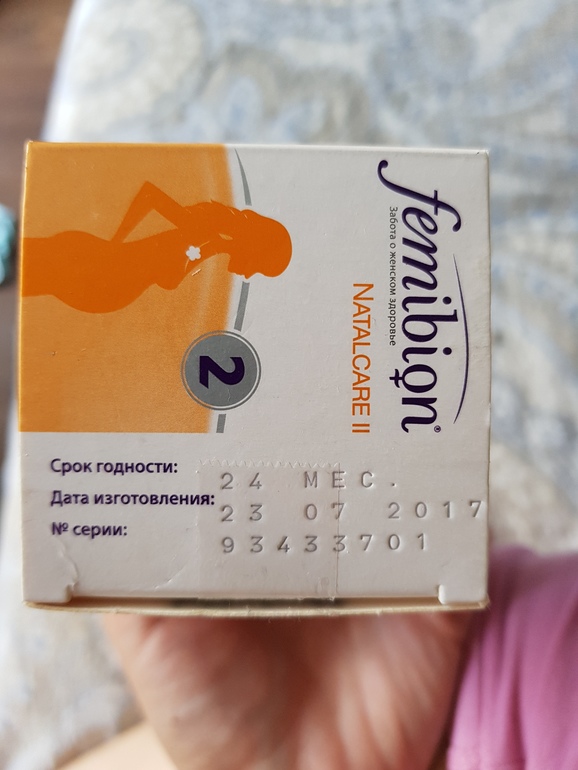 femibion®
Забота о женском здоровье
NATALCARE II
2
Срок годности: 24 МЕС.
Дата изготовления: 23 07 2017
№ серии: 93433701